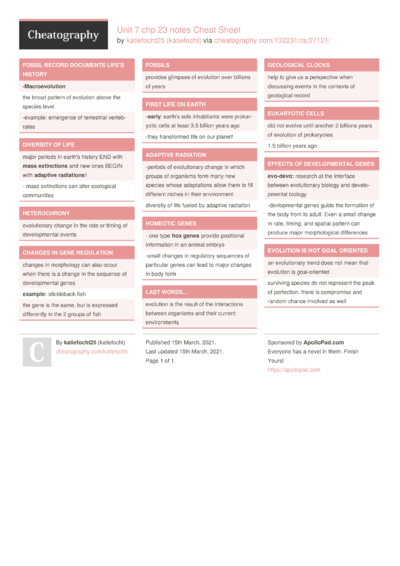 Cheatography
Unit 7 chp 23 notes Cheat Sheet
by katiefocht25 (katiefocht) via cheatography.com/132231/cs/27121/
FOSSIL RECORD DOCUMENTS LIFE'S
HISTORY
-Macroevolution
the broad pattern of evolution above the
species level
-example: emergence of terrestrial verteb-
rates
DIVERSITY OF LIFE
major periods in earth's history END with
mass extinctions and new ones BEGIN
with adaptive radiations!
- mass extinctions can alter ecological
communities
HETEROCHRONY
evolutionary change in the rate or timing of
developmental events
CHANGES IN GENE REGULATION
changes in morphology can also occur
when there is a change in the sequence of
developmental genes
example: stickleback fish
the gene is the same, but is expressed
differently in the 2 groups of fish
FOSSILS
provides glimpses of evolution over billions
of years
FIRST LIFE ON EARTH
-early: earth's sole inhabitants were prokar-
yotic cells at least 3.5 billion years ago
-they transformed life on our planet!
ADAPTIVE RADIATION
-periods of evolutionary change in which
groups of organisms form many new
species whose adaptations allow them to fill
different niches in their environment
diversity of life fueled by adaptive radiation
HOMEOTIC GENES
- one type hox genes provide positional
information in an animal embryo
-small changes in regulatory sequences of
particular genes can lead to major changes
in body form
LAST WORDS...
evolution is the result of the interactions
between organisms and their current
environments
GEOLOGICAL CLOCKS
help to give us a perspective when
discussing events in the contexts of
geological record
EUKARYOTIC CELLS
did not evolve until another 2 billions years
of evolution of prokaryotes
1.5 billion years ago
EFFECTS OF DEVELOPMENTAL GENES
evo-devo: research at the interface
between evolutionary biology and develo-
pmental biology
-developmental genes guide the formation of
the body from to adult. Even a small change
in rate, timing, and spatial pattern can
produce major morphological differences
EVOLUTION IS NOT GOAL ORIENTED
an evolutionary trend does not mean that
evolution is goal-oriented
surviving species do not represent the peak
of perfection. there is compromise and
random chance involved as well
C
By katiefocht25 (katiefocht)
cheatography.com/katiefocht/
Published 15th March, 2021.
Last updated 15th March, 2021.
Page 1 of 1.
Sponsored by ApolloPad.com
Everyone has a novel in them. Finish
Yours!
https://apollopad.com